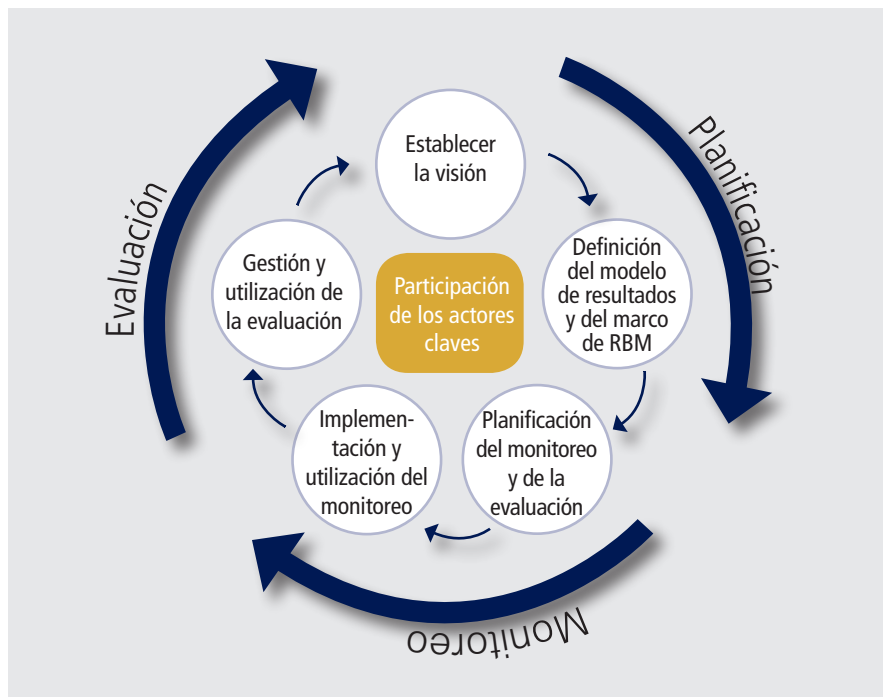 Establecer
la visión
Planificación
Definición
del modelo
de resultados
y del marco
de RBM
Planificación
del monitoreo
y de la
evaluación
Monitoreo
Implemen-
tación y
utilización del
monitoreo
Gestión y
utilización de
la evaluación
Evaluación
Participación
de los actores
claves